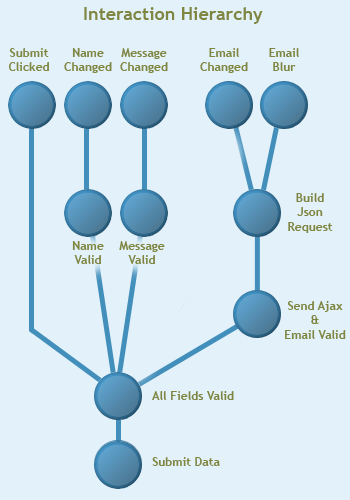 Interaction Hierarchy
Submit
Clicked
Name
Changed
Message
Changed
Email
Changed
Email
Blur
Build
Json
Request
Name
Valid
Message
Valid
Send Ajax
&
Email Valid
All Fields Valid
Submit Data